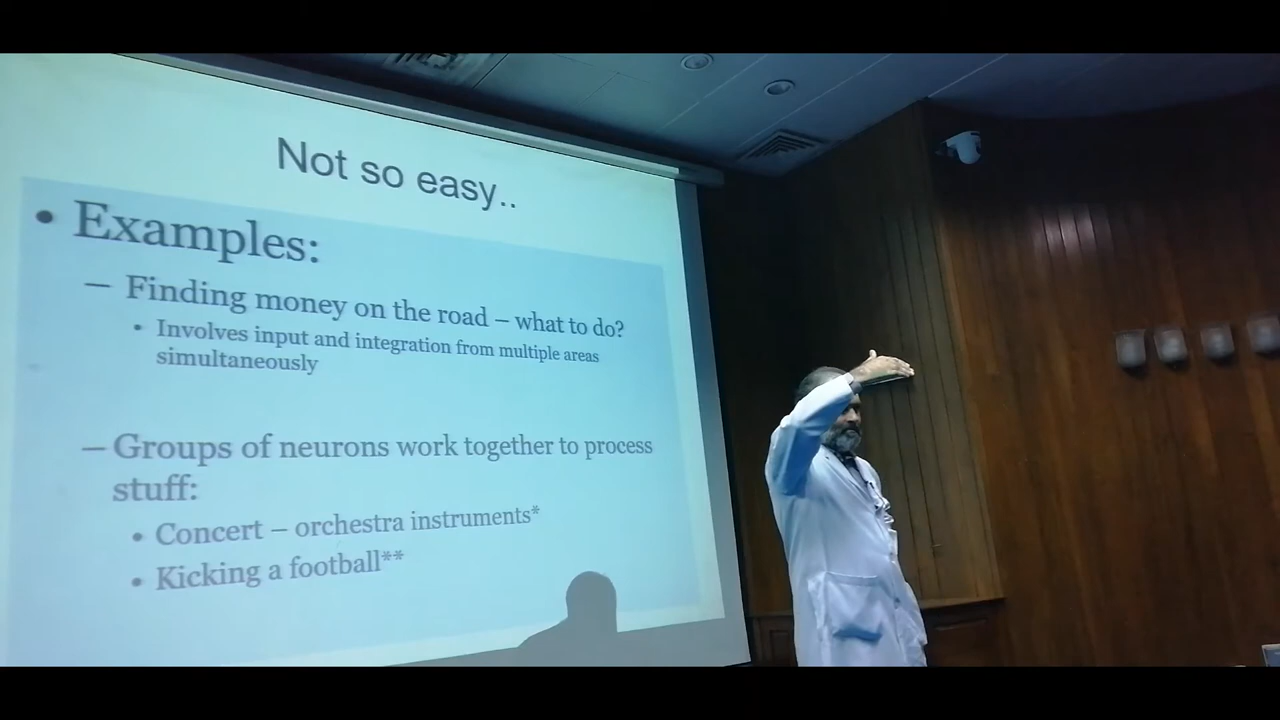 Not so easy..
• Examples:
– Finding money on the road – what to do?
• Involves input and integration from multiple areas
simultaneously
– Groups of neurons work together to process
stuff:
• Concert – orchestra instruments*
• Kicking a football**